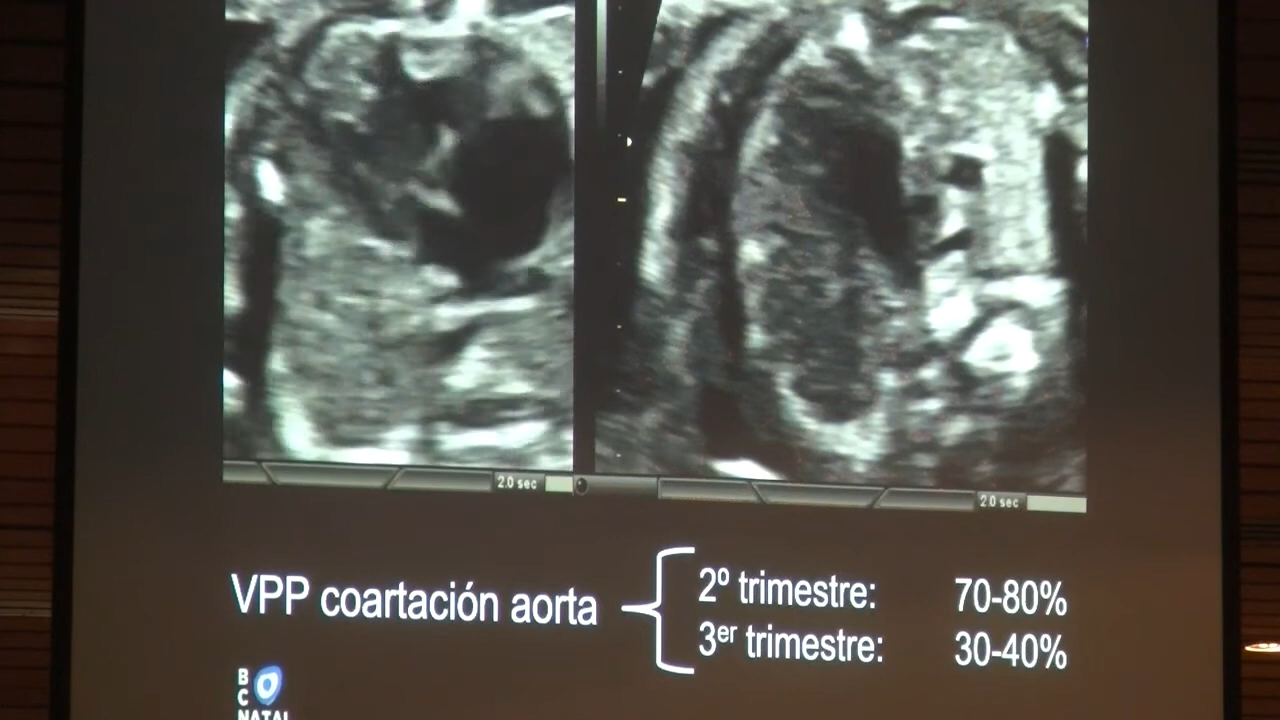 2.0 sec
2.0 sec
VPP coartación aorta
2º trimestre: 70-80%
3er trimestre: 30-40%
B
C
NATAL